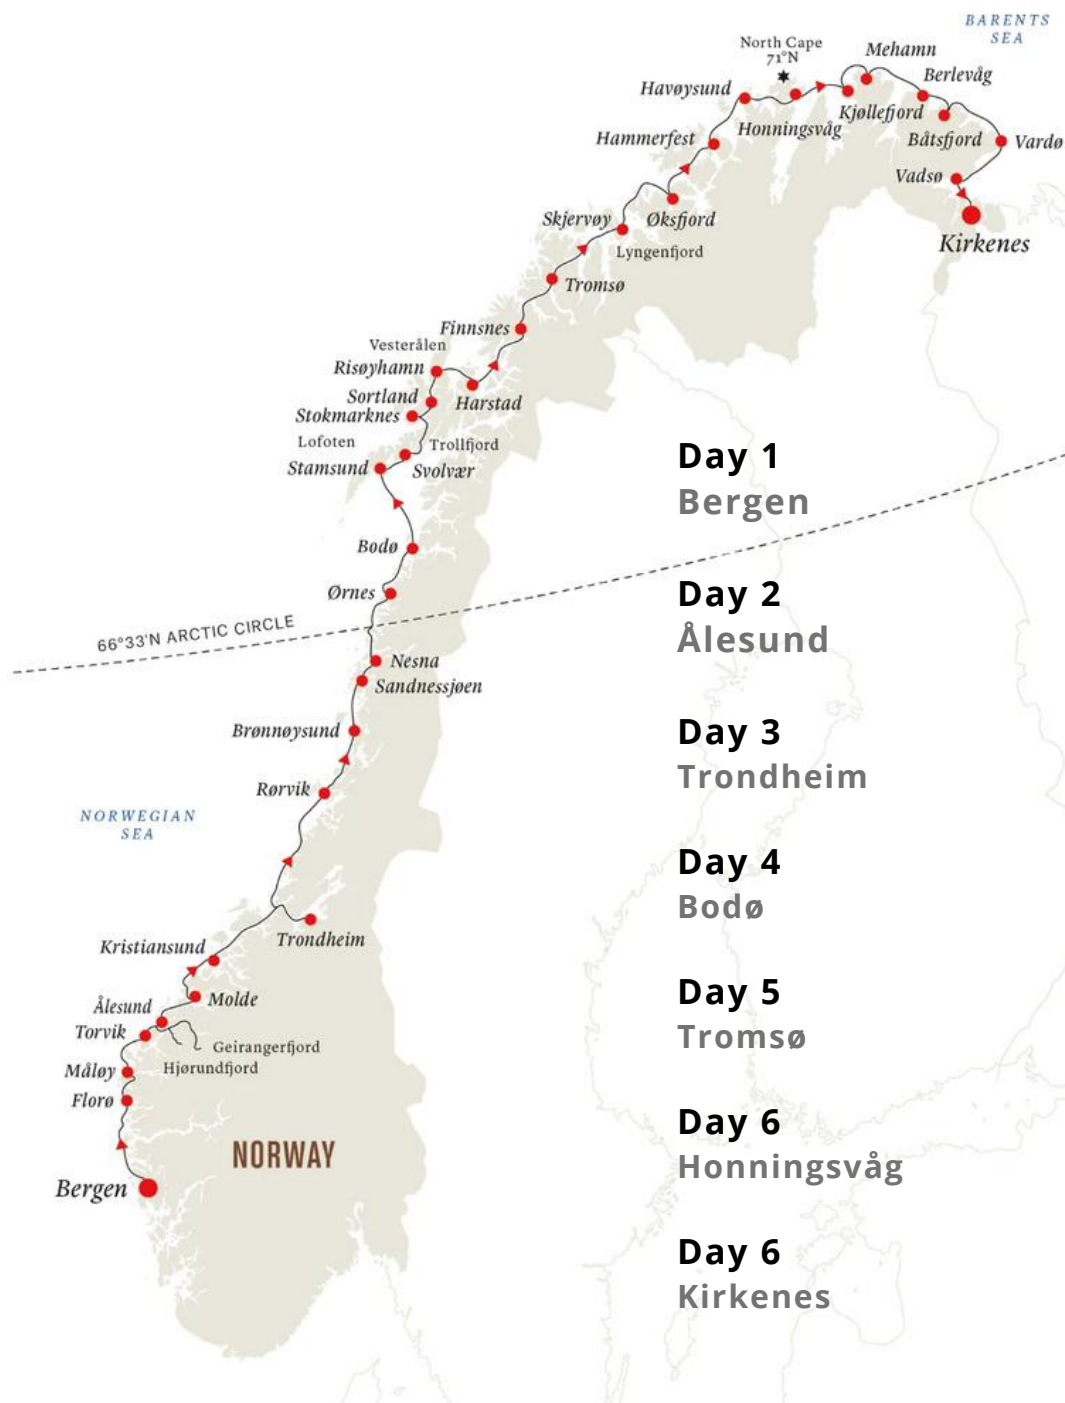 BARENTS
SEA
North Cape
71°N
Mehamn
Berlevåg
Havøysund
Kjøllefjord
Honningsvåg
Båtsfjord
Vardø
Hammerfest
Vadsø
Skjervøy
Øksfjord
Kirkenes
Lyngenfjord
Tromsø
Finnsnes
Vesterålen
Risøyhamn
Sortland
Harstad
Stokmarknes
Lofoten
Trollfjord
Stamsund
Svolvær
Bodø
Ørnes
66°33'N ARCTIC CIRCLE
Nesna
Sandnessjøen
Brønnøysund
Rørvik
NORWEGIAN
SEA
Trondheim
Kristiansund
Molde
Ålesund
Torvik
Geirangerfjord
Hjørundfjord
Måløy
Florø
NORWAY
Bergen
Day 1
Bergen
Day 2
Ålesund
Day 3
Trondheim
Day 4
Bodø
Day 5
Tromsø
Day 6
Honningsvåg
Day 6
Kirkenes